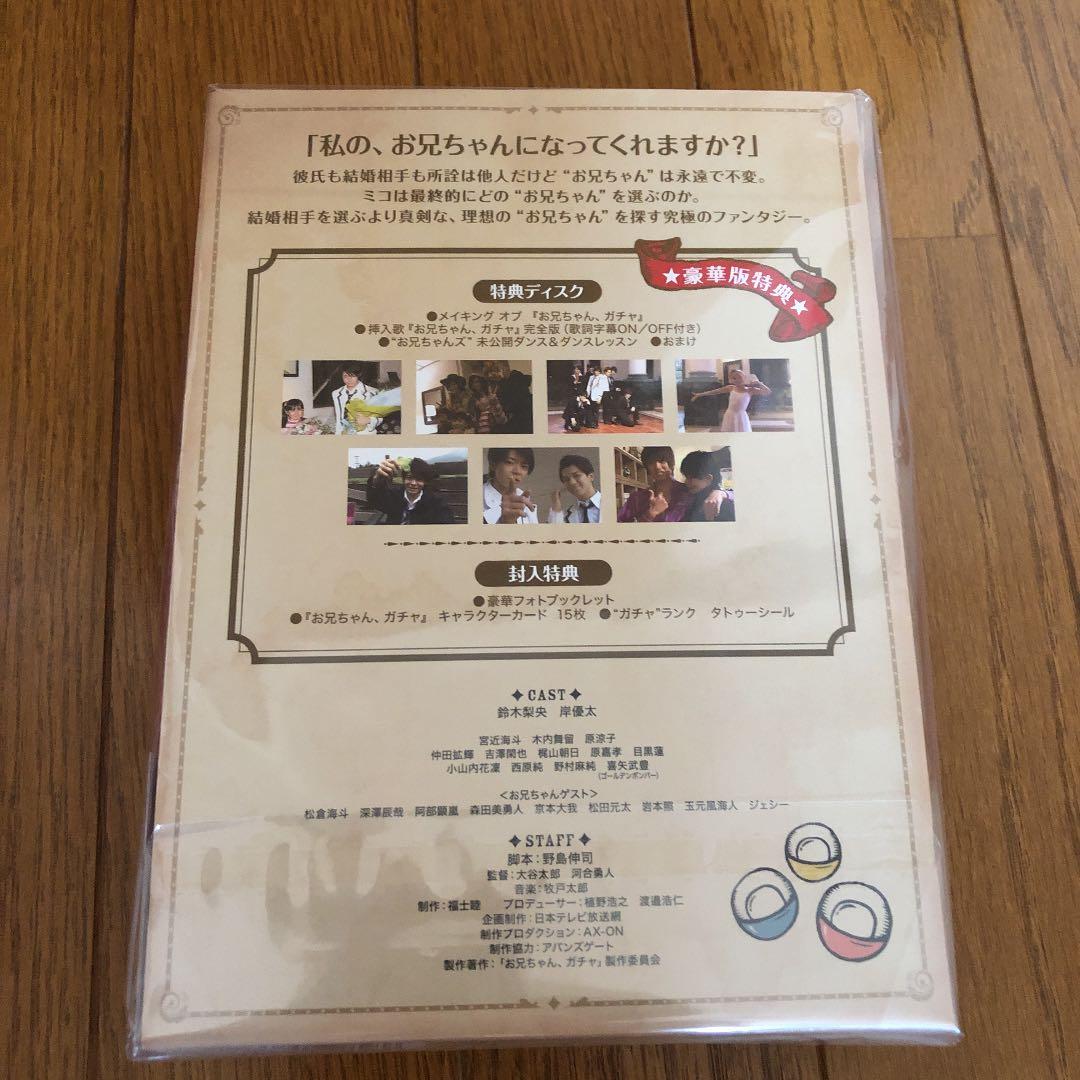 「私の、お兄ちゃんになってくれますか？」
彼氏も結婚相手も所詮は他人だけど“お兄ちゃん”は永遠で不変。
ミコは最終的にどの“お兄ちゃん”を選ぶのか。
結婚相手を選ぶより真剣な、理想の“お兄ちゃん”を探す究極のファンタジー。
★豪華版特典★
特典ディスク
●メイキング オブ 『お兄ちゃん、ガチャ』
●挿入歌『お兄ちゃん、ガチャ』完全版（歌詞字幕ON／OFF付き）
●“お兄ちゃんズ”未公開ダンス＆ダンスレッスン ●おまけ
封入特典
●豪華フォトブックレット
●『お兄ちゃん、ガチャ』 キャラクターカード 15枚 ●“ガチャ”ランク タトゥーシール
✦CAST✦
鈴木梨央 岸優太
宮近海斗 木内舞留 原涼子
仲田拡輝 吉澤閑也 梶山朝日 原嘉孝 目黒蓮
小山内花凜 西原純 野村麻純 喜矢武豊
（ゴールデンボンバー）
＜お兄ちゃんゲスト＞
松倉海斗 深澤辰哉 阿部顕嵐 森田美勇人 京本大我 松田元太 岩本照 玉元風海人 ジェシー
✦STAFF✦
脚本：野島伸司
監督：大谷太郎 河合勇人
音楽：牧戸太郎
制作：福士睦 プロデューサー：植野浩之 渡邉浩仁
企画制作：日本テレビ放送網
制作プロダクション：AX-ON
制作協力：アバンズゲート
製作著作：「お兄ちゃん、ガチャ」製作委員会